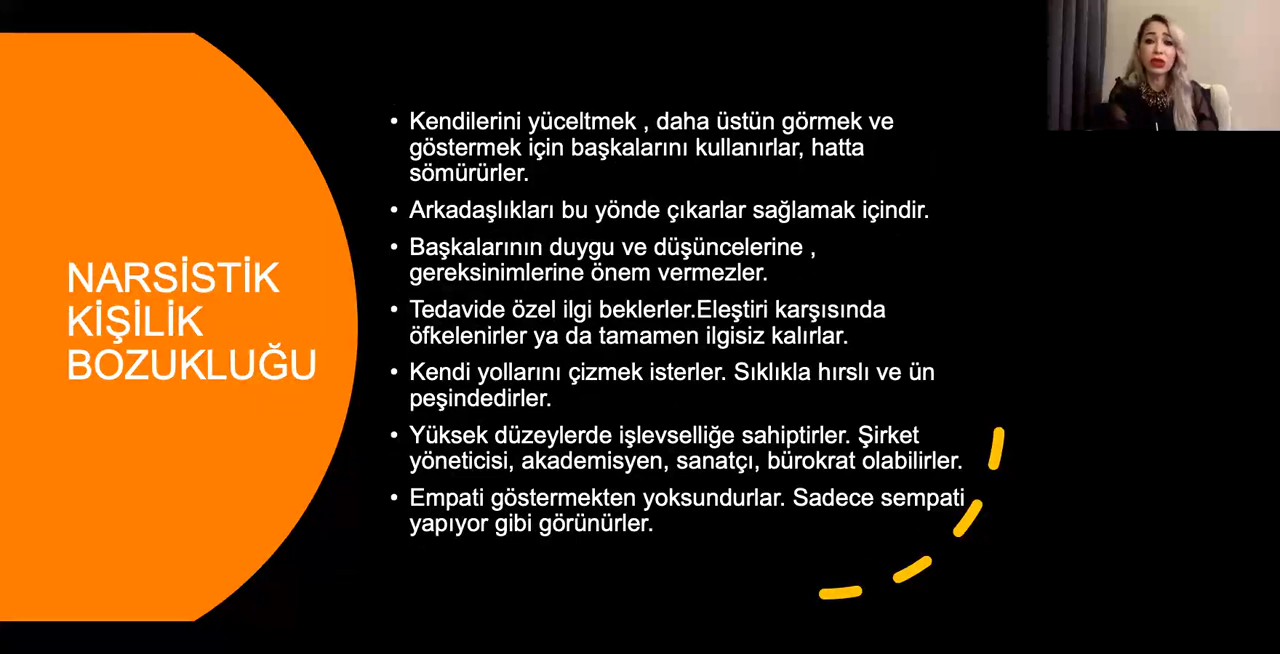 NARSİSTİK
KİŞİLİK
BOZUKLUĞU
• Kendilerini yüceltmek , daha üstün görmek ve
göstermek için başkalarını kullanırlar, hatta
sömürürler.
• Arkadaşlıkları bu yönde çıkarlar sağlamak içindir.
• Başkalarının duygu ve düşüncelerine ,
gereksinimlerine önem vermezler.
• Tedavide özel ilgi beklerler.Eleştiri karşısında
öfkelenirler ya da tamamen ilgisiz kalırlar.
• Kendi yollarını çizmek isterler. Sıklıkla hırslı ve ün
peşindedirler.
• Yüksek düzeylerde işlevselliğe sahiptirler. Şirket
yöneticisi, akademisyen, sanatçı, bürokrat olabilirler.
• Empati göstermekten yoksundurlar. Sadece sempati
yapıyor gibi görünürler.